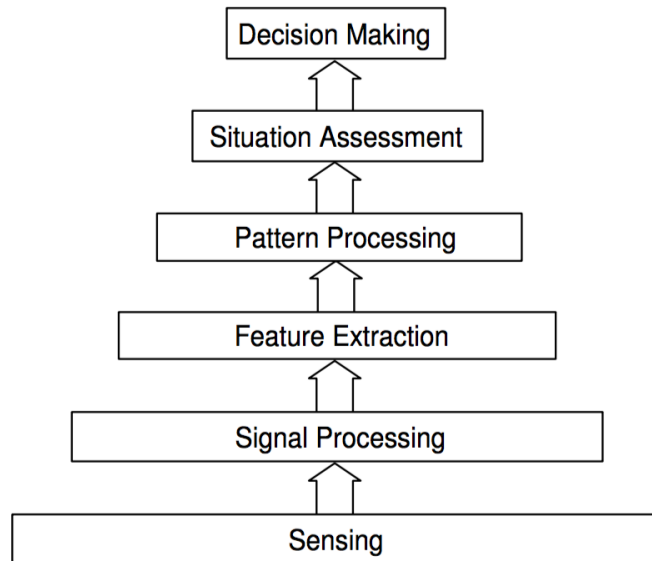 Decision Making
Situation Assessment
Pattern Processing
Feature Extraction
Signal Processing
Sensing